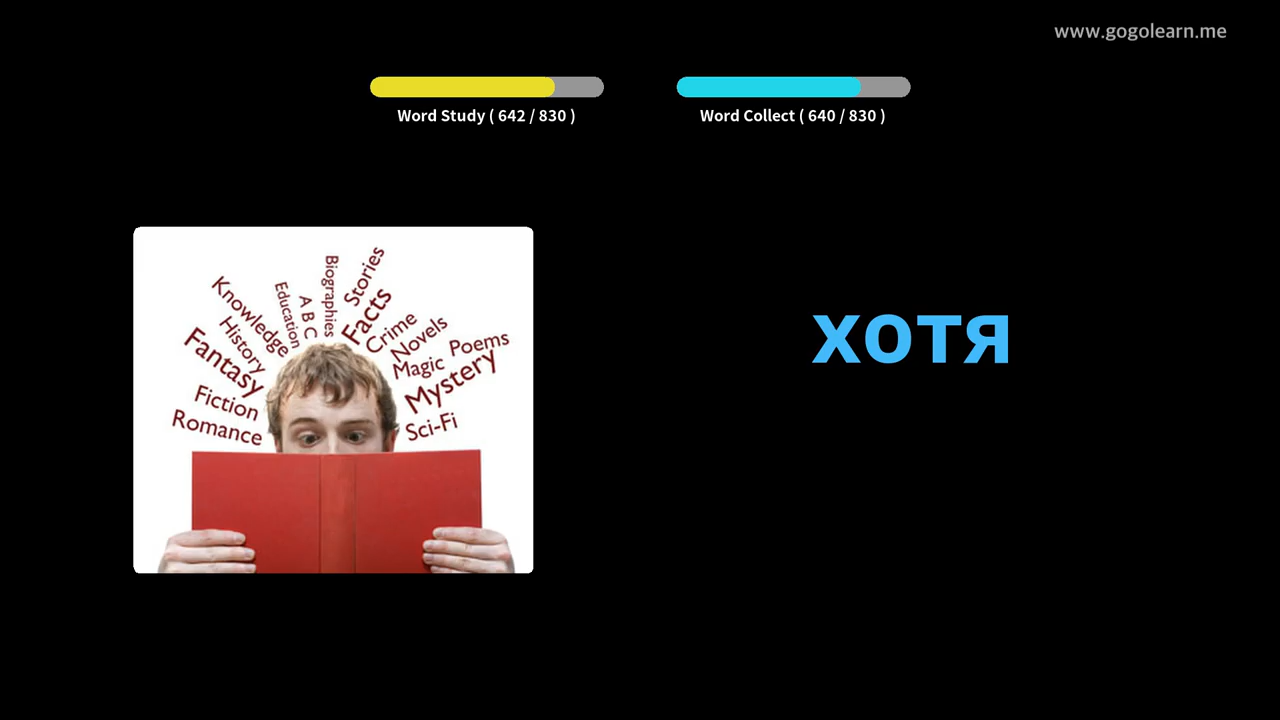 www.gogolearn.me
Word Study ( 642 / 830 )
Word Collect ( 640 / 830 )
Biographies
Stories
Knowledge
Education
A B C
Facts
Crime
History
Novels
Poems
Fantasy
Magic
Mystery
Fiction
Romance
Sci-Fi
хотя